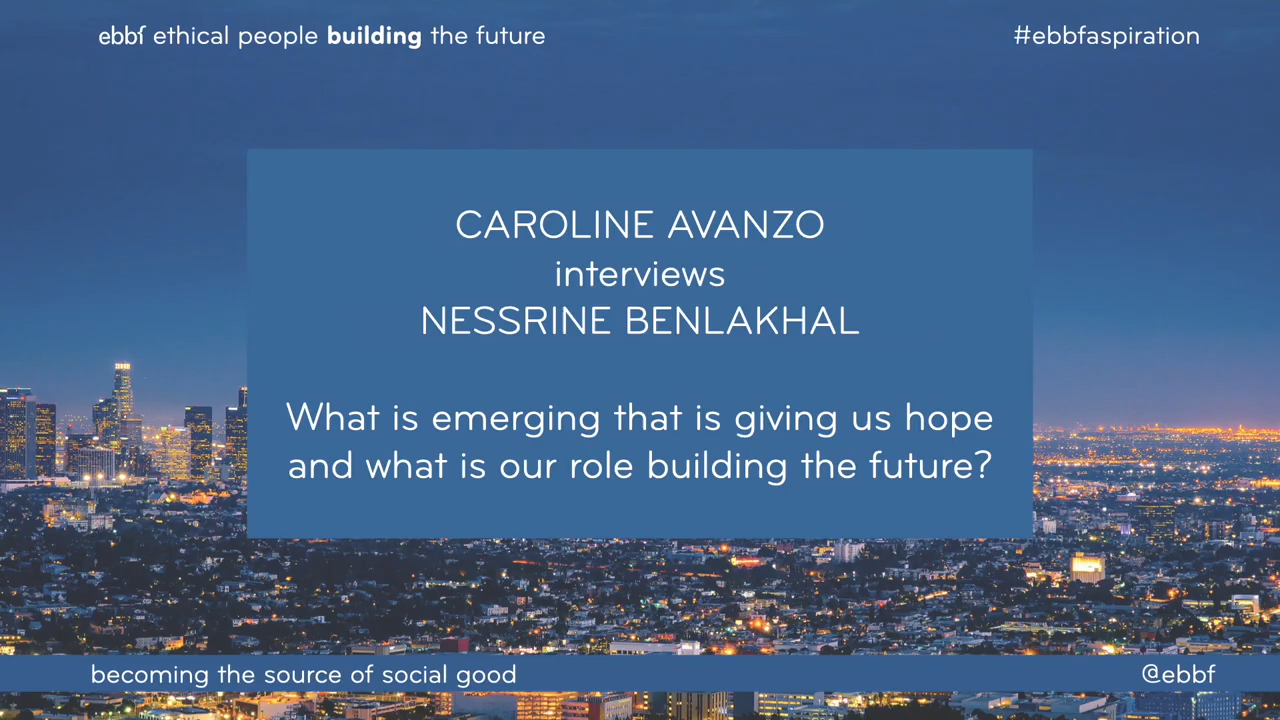 ebbf ethical people building the future
#ebbfaspiration
CAROLINE AVANZO
interviews
NESSRINE BENLAKHAL
What is emerging that is giving us hope
and what is our role building the future?
becoming the source of social good
@ebbf